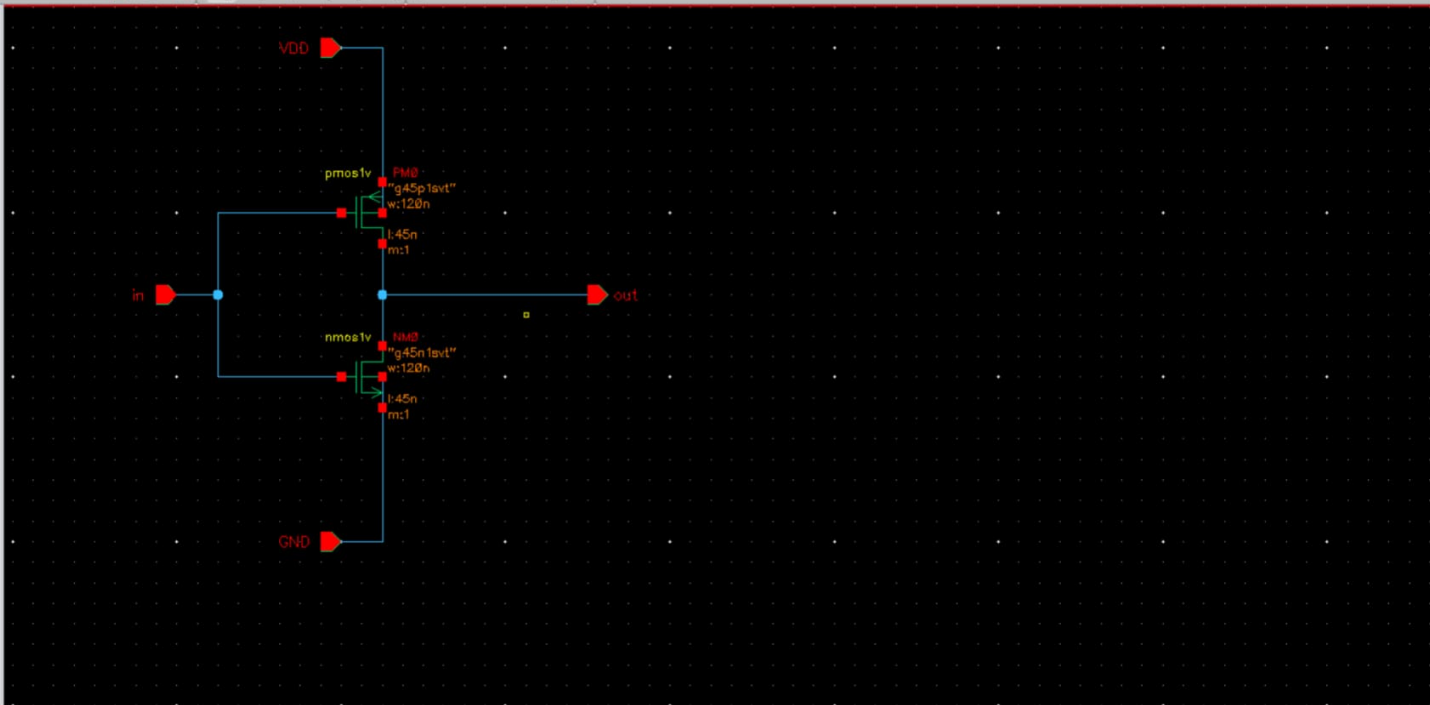 VDD
pmos1v PM0
"g45p1svt"
w:120n
l:45n
m:1
in
out
nmos1v NM0
"g45n1svt"
w:120n
l:45n
m:1
GND